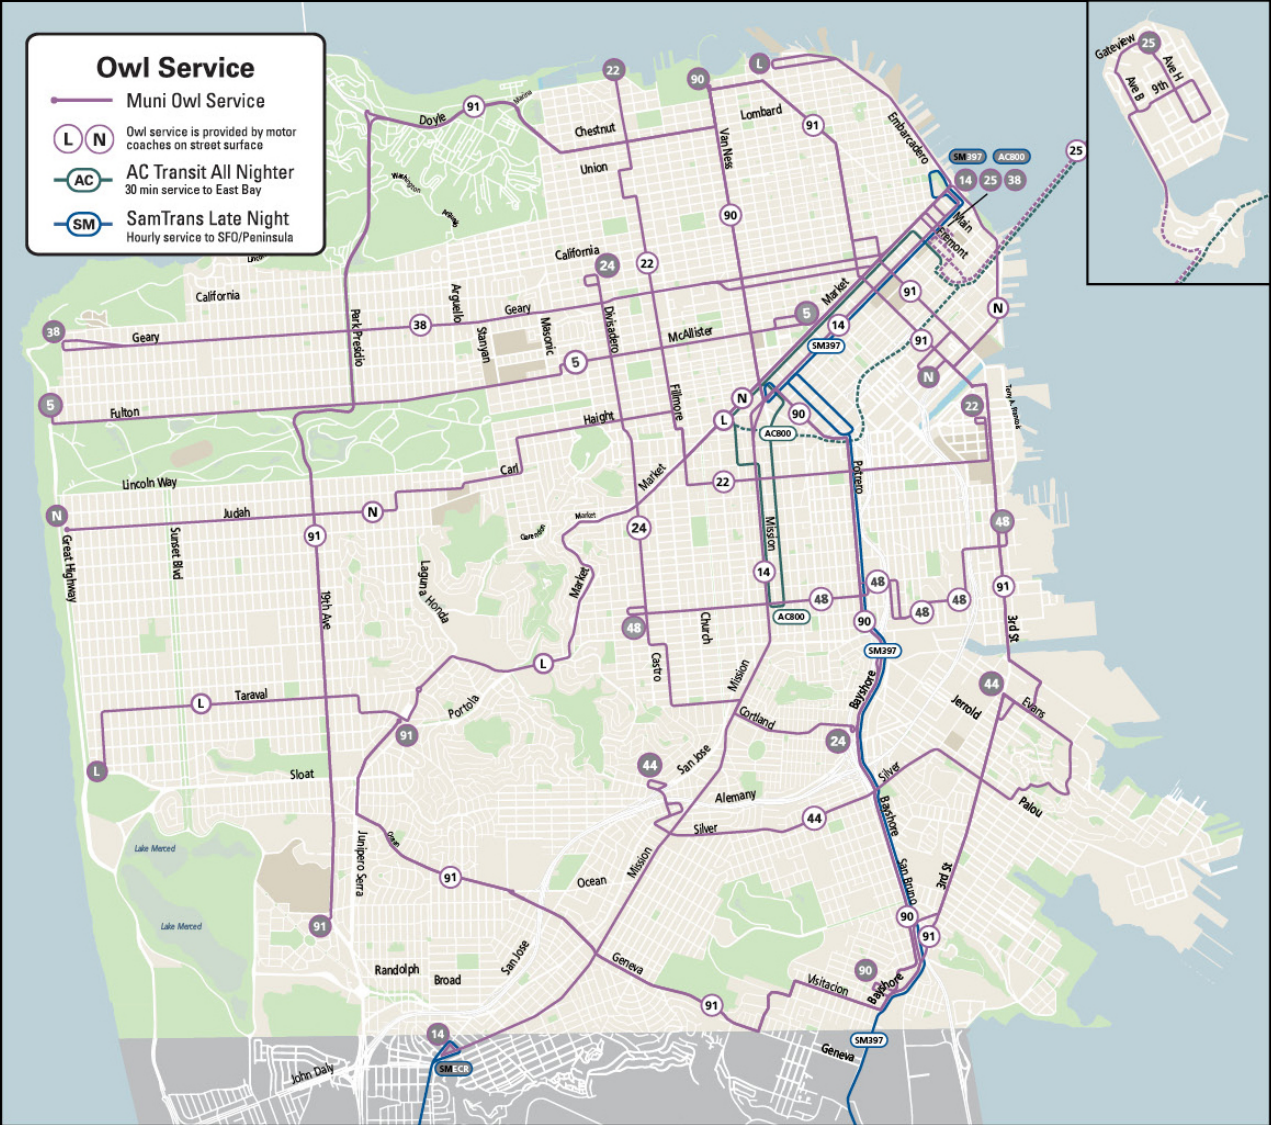 Owl Service
Muni Owl Service
L N
Owl service is provided by motor
coaches on street surface
AC
AC Transit All Nighter
30 min service to East Bay
SM
SamTrans Late Night
Hourly service to SFO/Peninsula
22
90
L
Gateview
25
Ave H
Ave B
9th
Doyle
91
Marina
Chestnut
Lombard
91
Embarcadero
Union
Van Ness
SM397
AC800
25
14
25
38
Washington
90
Main
Fremont
California
24
22
California
Arguello
Geary
Market
91
N
38
Geary
38
Park Presidio
Stanyan
Masonic
Divisadero
McAllister
5
14
SM397
91
5
N
5
Fulton
Fillmore
Haight
N
L
90
AC800
22
Terry A. Francois
Lincoln Way
Carl
Market
22
Potrero
N
Judah
N
Market
Clarendon
24
Mission
48
Great Highway
Sunset Blvd
91
19th Ave
Laguna Honda
Market
14
48
48
48
48
91
AC800
48
Church
90
3rd St
L
Castro
SM397
Taraval
L
Portola
Mission
Bayshore
44
Evans
Jerrold
91
Cortland
24
L
Sloat
44
San Jose
Alemany
Silver
Palou
Silver
44
Bayshore
Lake Merced
Junipero Serra
Ocean
91
Ocean
Mission
San Bruno
3rd St
Lake Merced
91
90
91
Randolph
Broad
San Jose
Geneva
90
Visitacion
Bayshore
91
14
SMECR
SM397
Geneva
John Daly